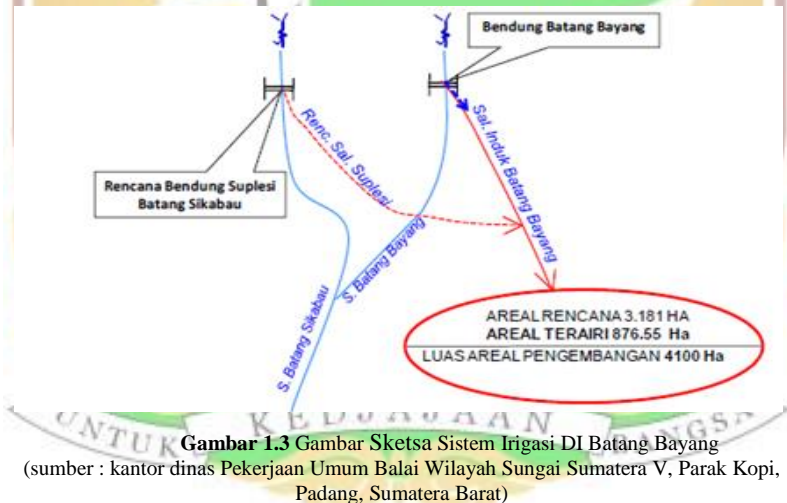 Bendung Batang Bayang
Renc. Sal. Suplesi
Sal. Induk Batang Bayang
Rencana Bendung Suplesi
Batang Sikabau
S. Batang Bayang
S. Batang Sikabau
AREAL RENCANA 3.181 HA
AREAL TERAIRI 876.55 Ha
LUAS AREAL PENGEMBANGAN 4100 Ha
UNTUK KEDJAJAAN BANGSA
Gambar 1.3 Gambar Sketsa Sistem Irigasi DI Batang Bayang
(sumber : kantor dinas Pekerjaan Umum Balai Wilayah Sungai Sumatera V, Parak Kopi,
Padang, Sumatera Barat)